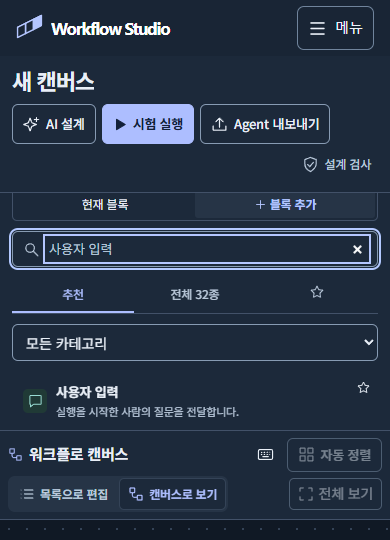 Workflow Studio
메뉴
새 캔버스
AI 설계
시험 실행
Agent 내보내기
설계 검사
현재 블록
+ 블록 추가
사용자 입력
추천
전체 32종
모든 카테고리
사용자 입력
실행을 시작한 사람의 질문을 전달합니다.
워크플로 캔버스
자동 정렬
목록으로 편집
캔버스로 보기
전체 보기